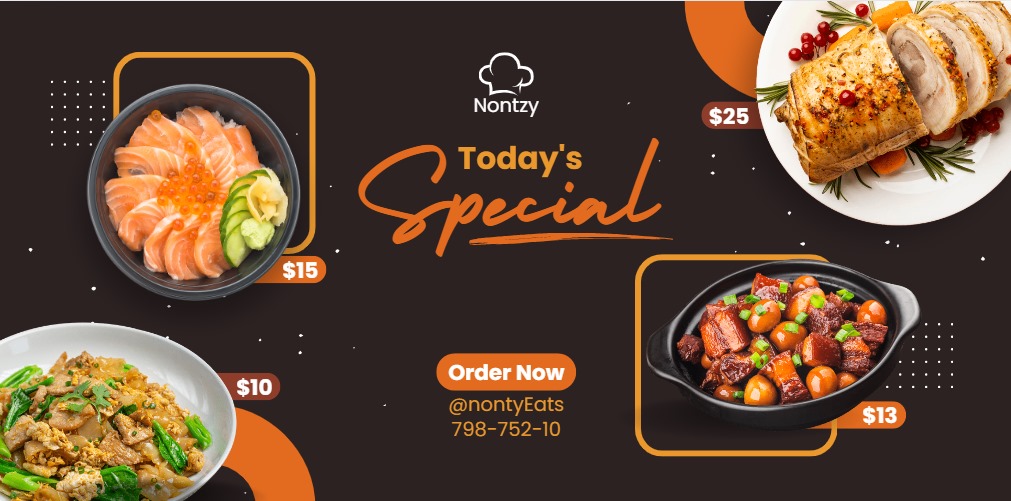 Nontzy
Today's
Special
$15
$25
$10
$13
Order Now
@nontyEats
798-752-10